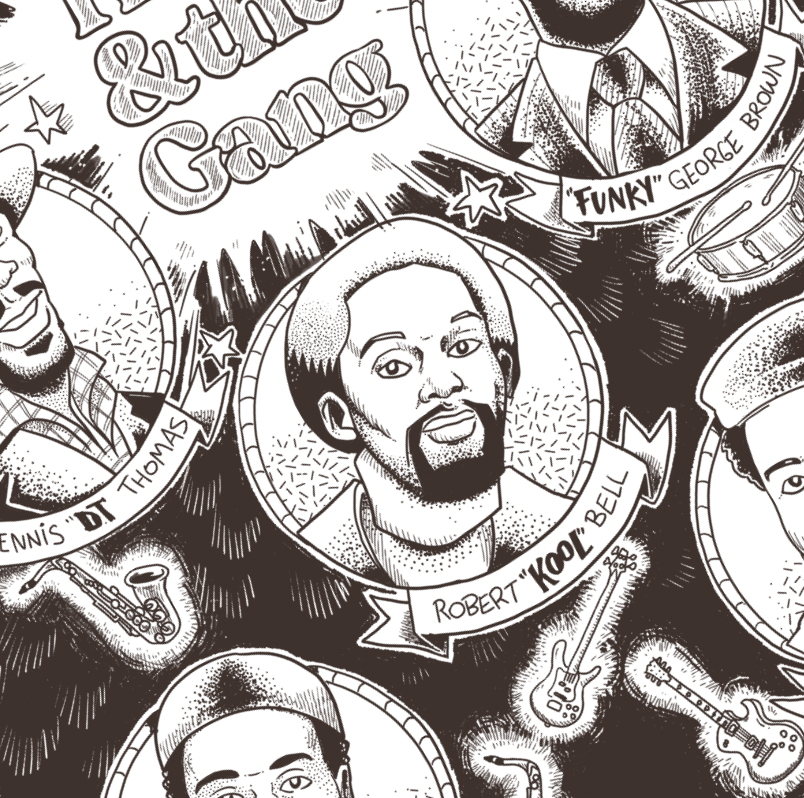 &the
Gang
"FUNKY" GEORGE BROWN
"DT" THOMAS
ROBERT "KOOL" BELL